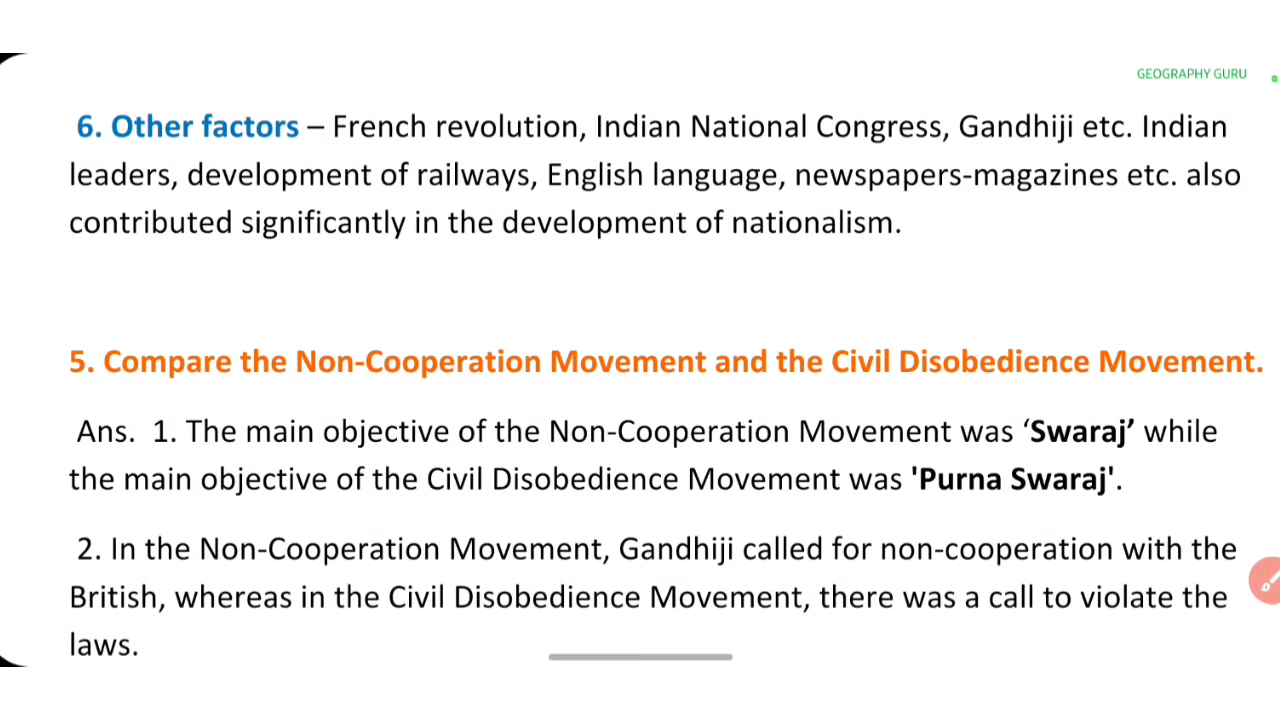 GEOGRAPHY GURU
6. Other factors – French revolution, Indian National Congress, Gandhiji etc. Indian
leaders, development of railways, English language, newspapers-magazines etc. also
contributed significantly in the development of nationalism.
5. Compare the Non-Cooperation Movement and the Civil Disobedience Movement.
Ans.  1. The main objective of the Non-Cooperation Movement was ‘Swaraj’ while
the main objective of the Civil Disobedience Movement was 'Purna Swaraj'.
2. In the Non-Cooperation Movement, Gandhiji called for non-cooperation with the
British, whereas in the Civil Disobedience Movement, there was a call to violate the
laws.